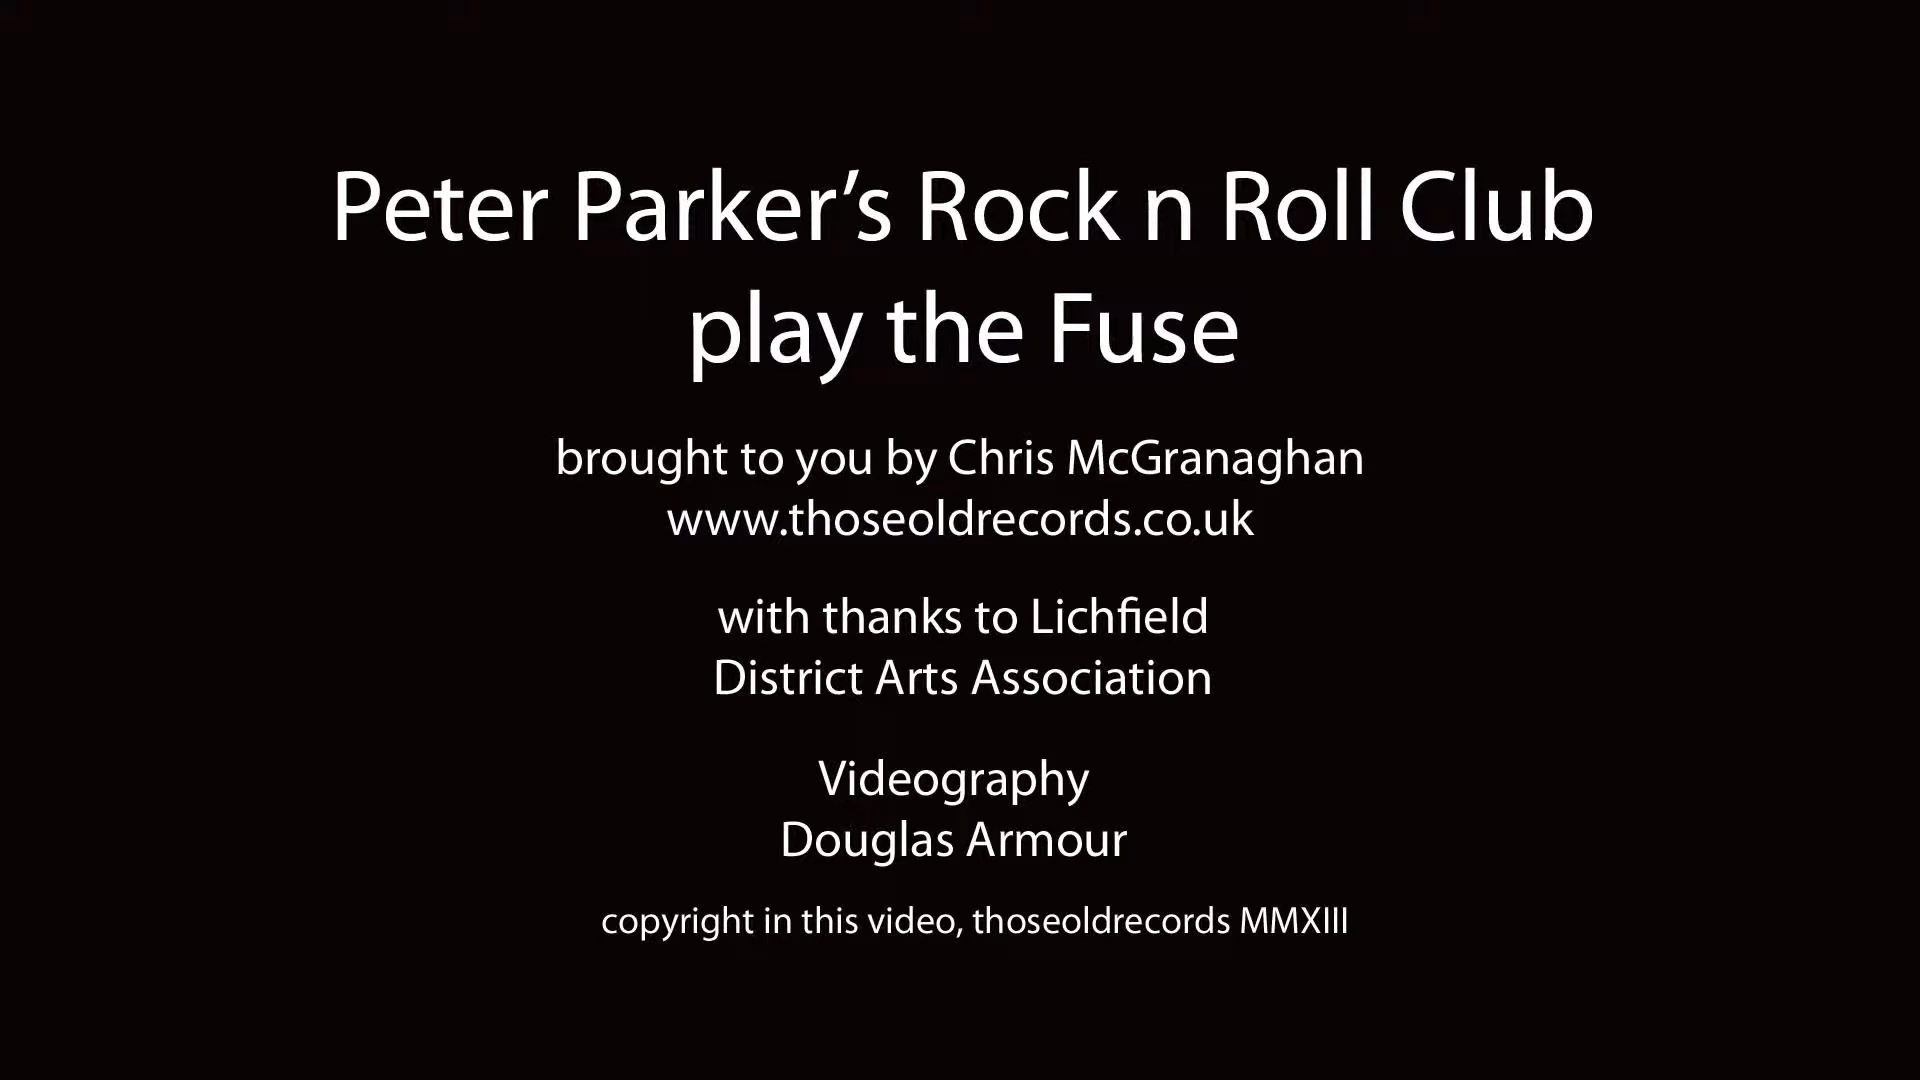 Peter Parker’s Rock n Roll Club
play the Fuse
brought to you by Chris McGranaghan
www.thoseoldrecords.co.uk
with thanks to Lichfield
District Arts Association
Videography
Douglas Armour
copyright in this video, thoseoldrecords MMXIII